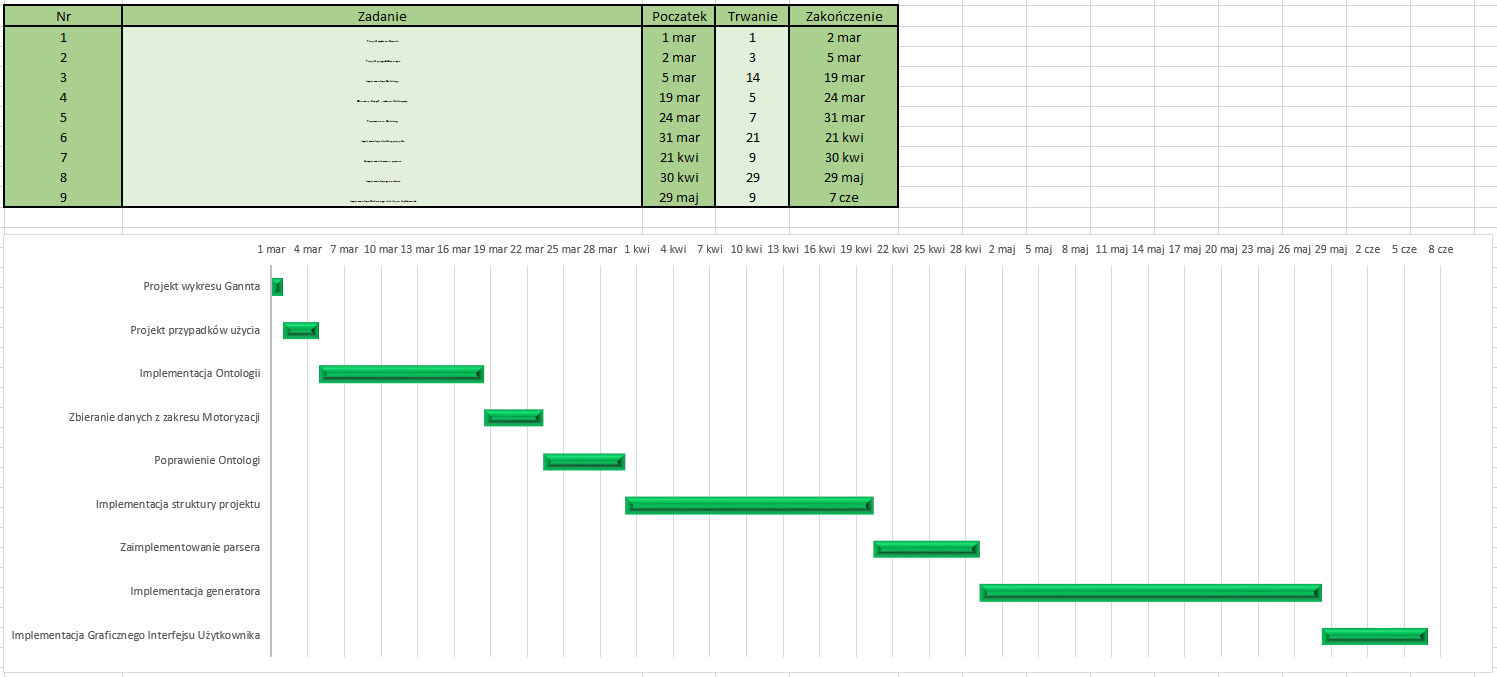 Nr Zadanie Poczatek Trwanie Zakończenie
1 1 mar 1 2 mar
2 2 mar 3 5 mar
3 5 mar 14 19 mar
4 19 mar 5 24 mar
5 24 mar 7 31 mar
6 31 mar 21 21 kwi
7 21 kwi 9 30 kwi
8 30 kwi 29 29 maj
9 29 maj 9 7 cze
1 mar 4 mar 7 mar 10 mar 13 mar 16 mar 19 mar 22 mar 25 mar 28 mar 1 kwi 4 kwi 7 kwi 10 kwi 13 kwi 16 kwi 19 kwi 22 kwi 25 kwi 28 kwi 2 maj 5 maj 8 maj 11 maj 14 maj 17 maj 20 maj 23 maj 26 maj 29 maj 2 cze 5 cze 8 cze
Projekt wykresu Gannta
Projekt przypadków użycia
Implementacja Ontologii
Zbieranie danych z zakresu Motoryzacji
Poprawienie Ontologi
Implementacja struktury projektu
Zaimplementowanie parsera
Implementacja generatora
Implementacja Graficznego Interfejsu Użytkownika